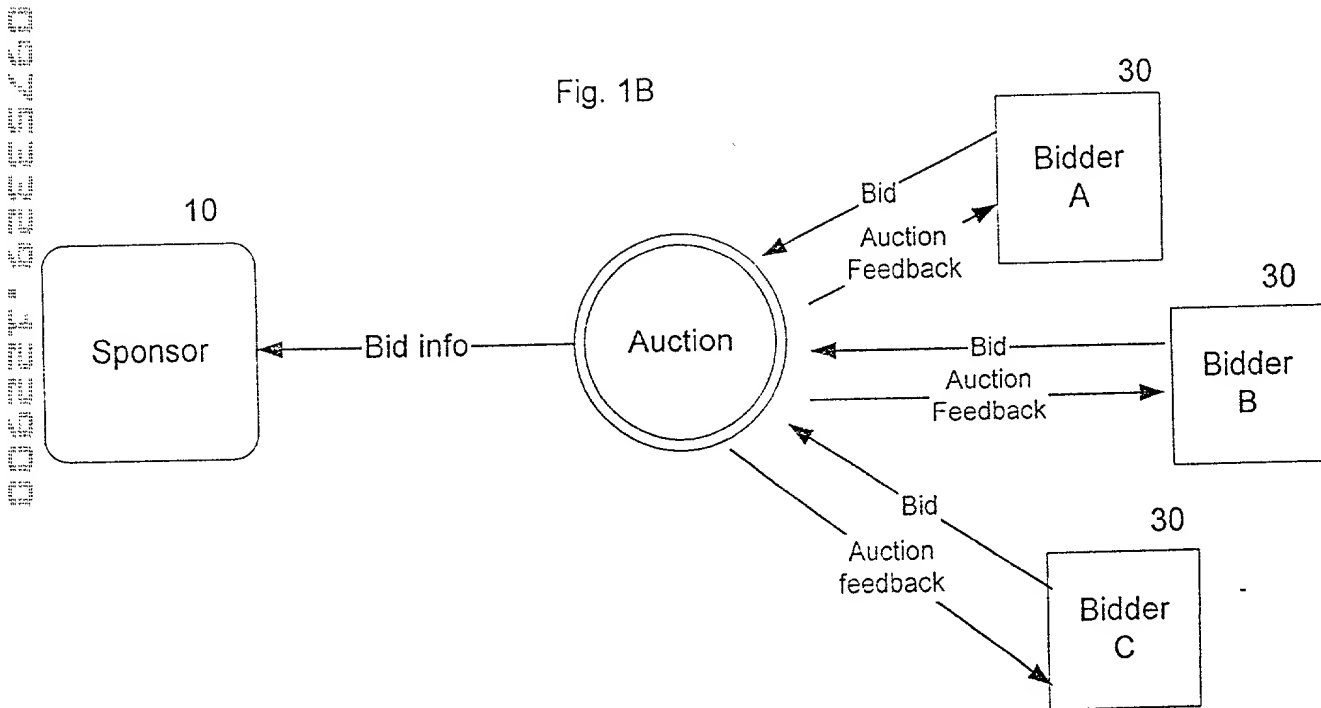 Fig. 1B
30
Bidder
A
Bid
Auction
Feedback
10
Sponsor
Bid info
Auction
30
Bid
Auction
Feedback
Bidder
B
Bid
Auction
feedback
30
Bidder
C